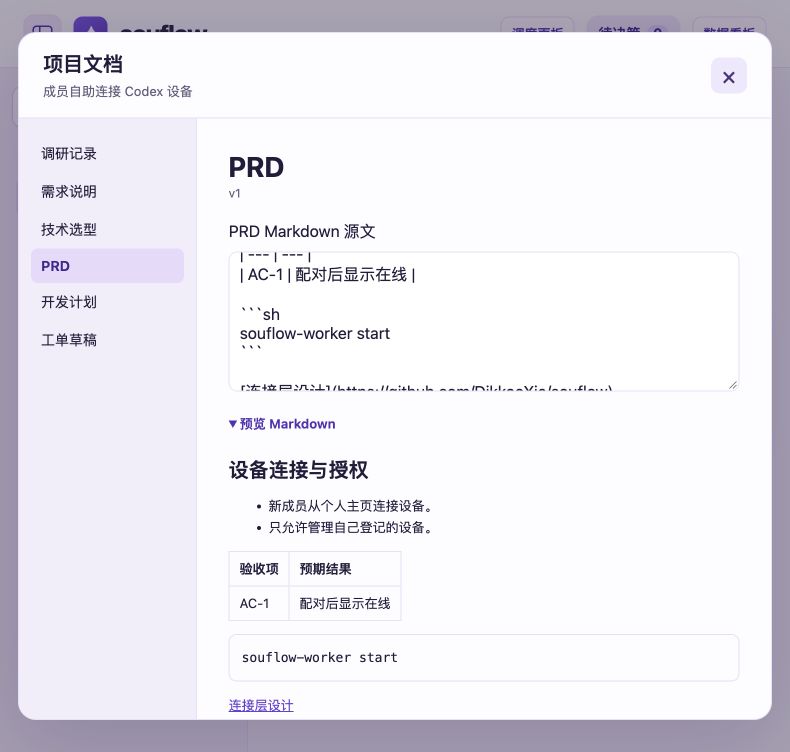 souflow
待决策
数据看板
项目文档
成员自助连接 Codex 设备
调研记录
需求说明
技术选型
PRD
开发计划
工单草稿
PRD
v1
PRD Markdown 源文
| --- | --- |
| AC-1 | 配对后显示在线 |
```sh
souflow-worker start
```
[连接层设计](https://github.com/DikkooXie/souflow)
▼预览 Markdown
设备连接与授权
• 新成员从个人主页连接设备。
• 只允许管理自己登记的设备。
验收项 预期结果
AC-1 配对后显示在线
souflow-worker start
连接层设计